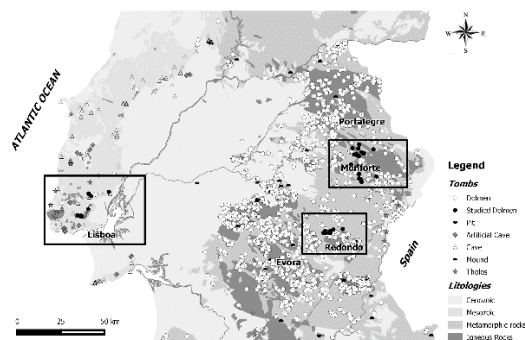 N
W E
S
ATLANTIC OCEAN
Portalegre
Monforte
Lisboa
Redondo
Evora
Spain
Legend
Tombs
Dolmen
Studied Dolmen
Pit
Artificial Cave
Cave
Mound
Tholos
Litologies
Cenozoic
Mesozoic
Metamorphic rocks
Igneous Rocks
0 25 50 km